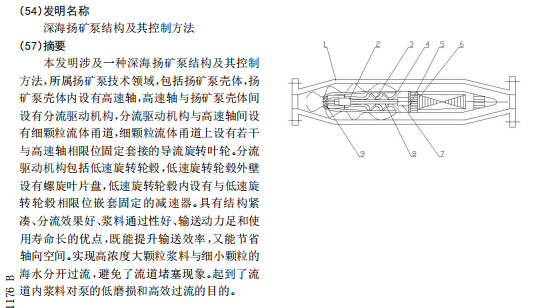 (54)发明名称
深海扬矿泵结构及其控制方法
(57)摘要
本发明涉及一种深海扬矿泵结构及其控制
方法，所属扬矿泵技术领域，包括扬矿泵壳体，扬
矿泵壳体内设有高速轴，高速轴与扬矿泵壳体间
设有分流驱动机构，分流驱动机构与高速轴间设
有细颗粒流体甬道，细颗粒流体甬道上设有若干
与高速轴相限位固定套接的导流旋转叶轮。分流
驱动机构包括低速旋转轮毂，低速旋转轮毂外壁
设有螺旋叶片盘，低速旋转轮毂内设有与低速旋
转轮毂相限位嵌套固定的减速器。具有结构紧
凑、分流效果好、浆料通过性好、输送动力足和使
用寿命长的优点，既能提升输送效率，又能节省
轴向空间。实现高浓度大颗粒浆料与细小颗粒的
海水分开过流，避免了流道堵塞现象。起到了流
道内浆料对泵的低磨损和高效过流的目的。
1 2 3 4 5 6
9 8 7
1176 B